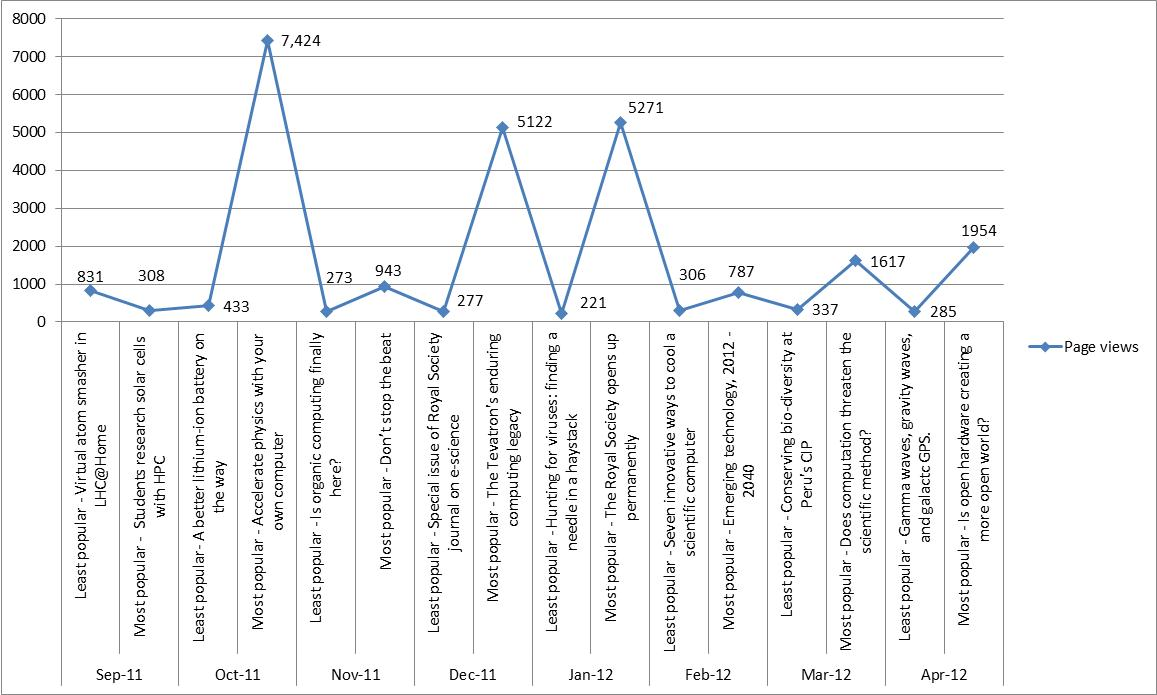 8000
7000
6000
5000
4000
3000
2000
1000
0
831
308
433
7,424
273
943
277
5122
221
5271
306
787
337
1617
285
1954
Page views
Least popular - Virtual atom smasher in
LHC@Home
Most popular -  Students research solar cells
with HPC
Least popular- A better lithium-ion battery on
the way
Most popular - Accelerate physics with your
own computer
Least popular - Is organic computing finally
here?
Most popular - Don't stop the beat
Least popular - Special issue of Royal Society
journal on e-science
Most popular - The Tevatron's enduring
computing legacy
Least popular - Hunting for viruses: finding a
needle in a haystack
Most popular - The Royal Society opens up
permanently
Least popular - Seven innovative ways to cool a
scientific computer
Most popular - Emerging technology, 2012 -
2040
Least popular - Conserving bio-diversity at
Peru's CIP
Most popular - Does computation threaten the
scientific method?
Least popular - Gamma waves, gravity waves,
and galactc GPS.
Most popular - Is open hardware creating a
more open world?
Sep-11
Oct-11
Nov-11
Dec-11
Jan-12
Feb-12
Mar-12
Apr-12